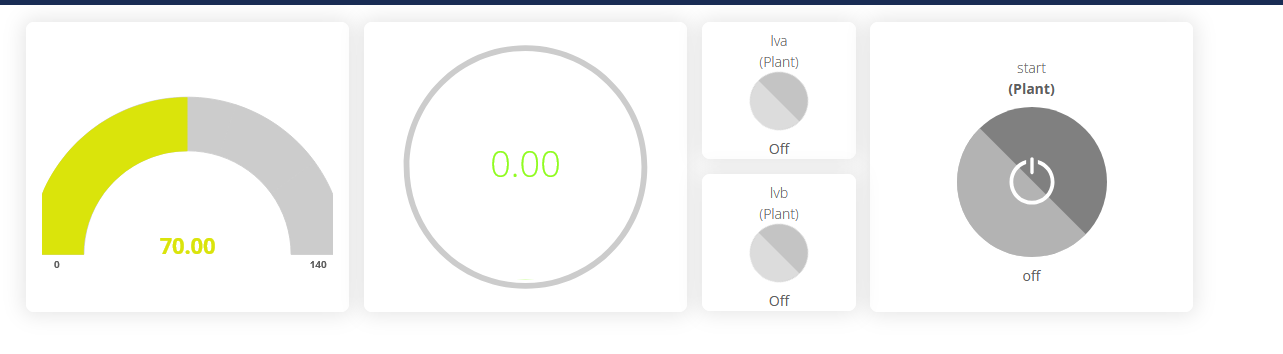 70.00
0
140
0.00
lva
(Plant)
Off
lvb
(Plant)
Off
start
(Plant)
off